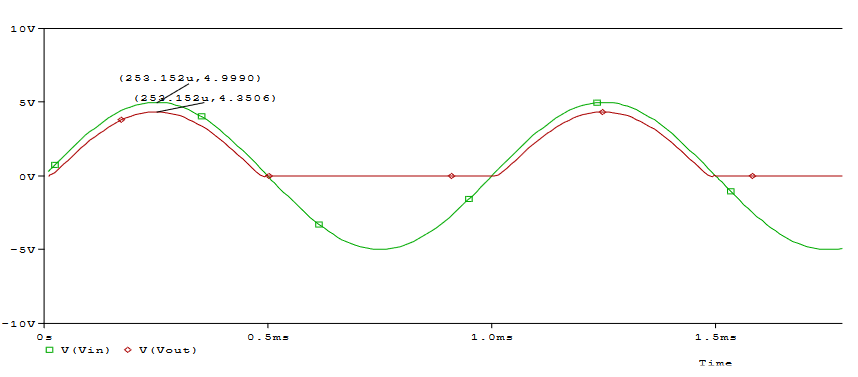 10V
(253.152u,4.9990)
5V
(253.152u,4.3506)
0V
-5V
-10V
0s 0.5ms 1.0ms 1.5ms
V(Vin) V(Vout)
Time